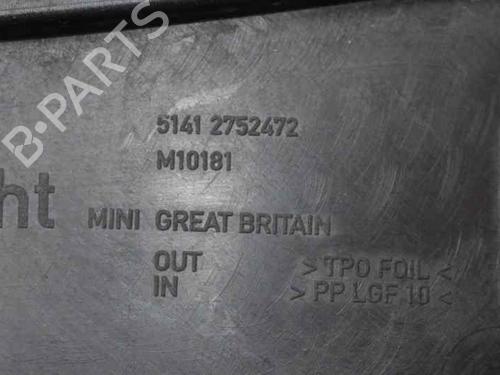 B-PARTS
5141 2752472
M10181
ht
MINI GREAT BRITAIN
OUT > TPO FOIL <
IN > PP LGF 10 <